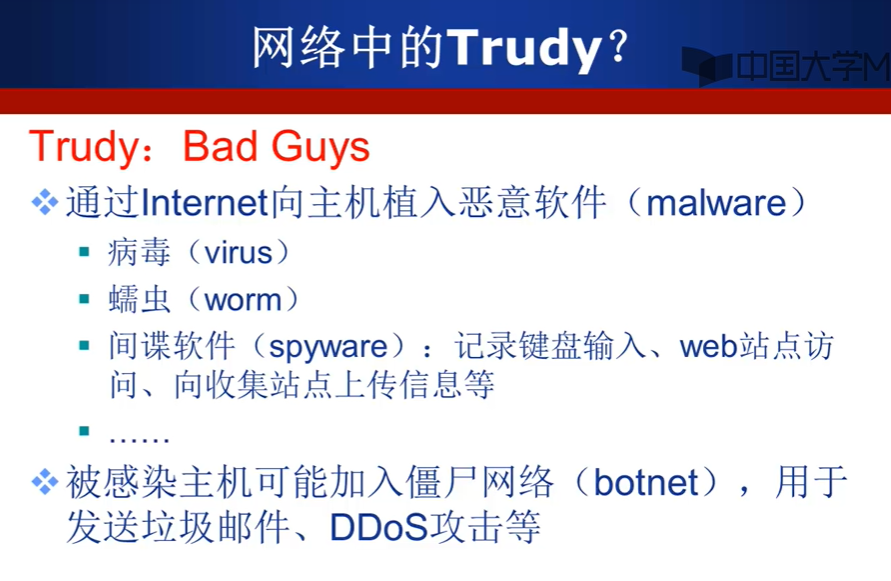 网络中的Trudy？
中国大学M
Trudy：Bad Guys
通过Internet向主机植入恶意软件（malware）
病毒（virus）
蠕虫（worm）
间谍软件（spyware）：记录键盘输入、web站点访
问、向收集站点上传信息等
……
被感染主机可能加入僵尸网络（botnet），用于
发送垃圾邮件、DDoS攻击等